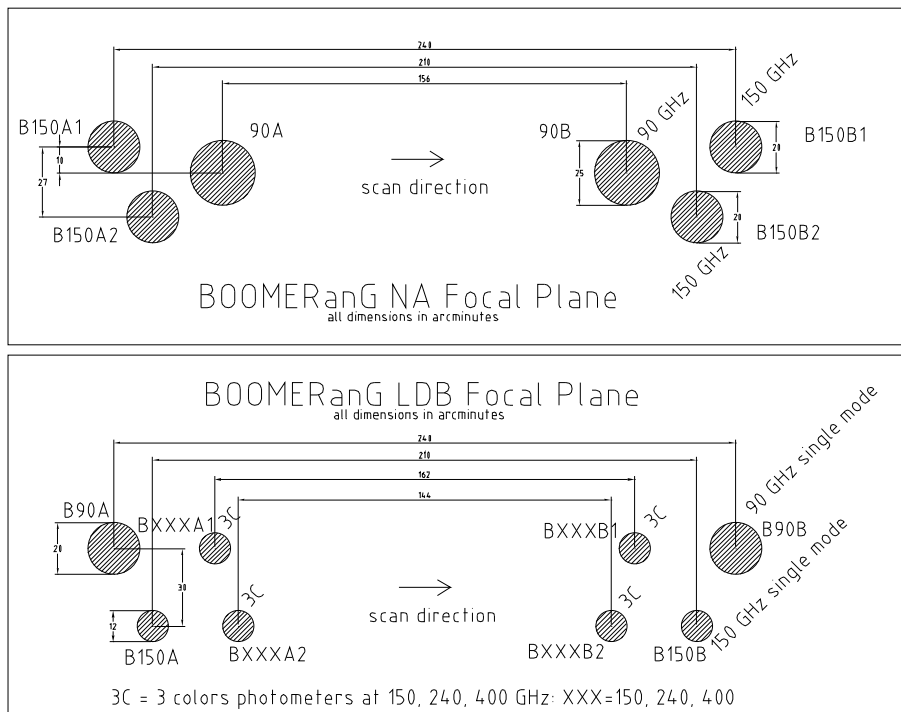 240
210
156
150 GHz
90 GHz
B150A1
90A
90B
B150B1
10
27
25
20
scan direction
20
B150A2
B150B2
150 GHz
BOOMERanG NA Focal Plane
all dimensions in arcminutes
BOOMERanG LDB Focal Plane
all dimensions in arcminutes
240
210
162
144
90 GHz single mode
B90A
BXXXA1
3C
BXXXB1
3C
B90B
20
30
3C
3C
150 GHz single mode
12
scan direction
B150A
BXXXA2
BXXXB2
B150B
3C = 3 colors photometers at 150, 240, 400 GHz: XXX=150, 240, 400